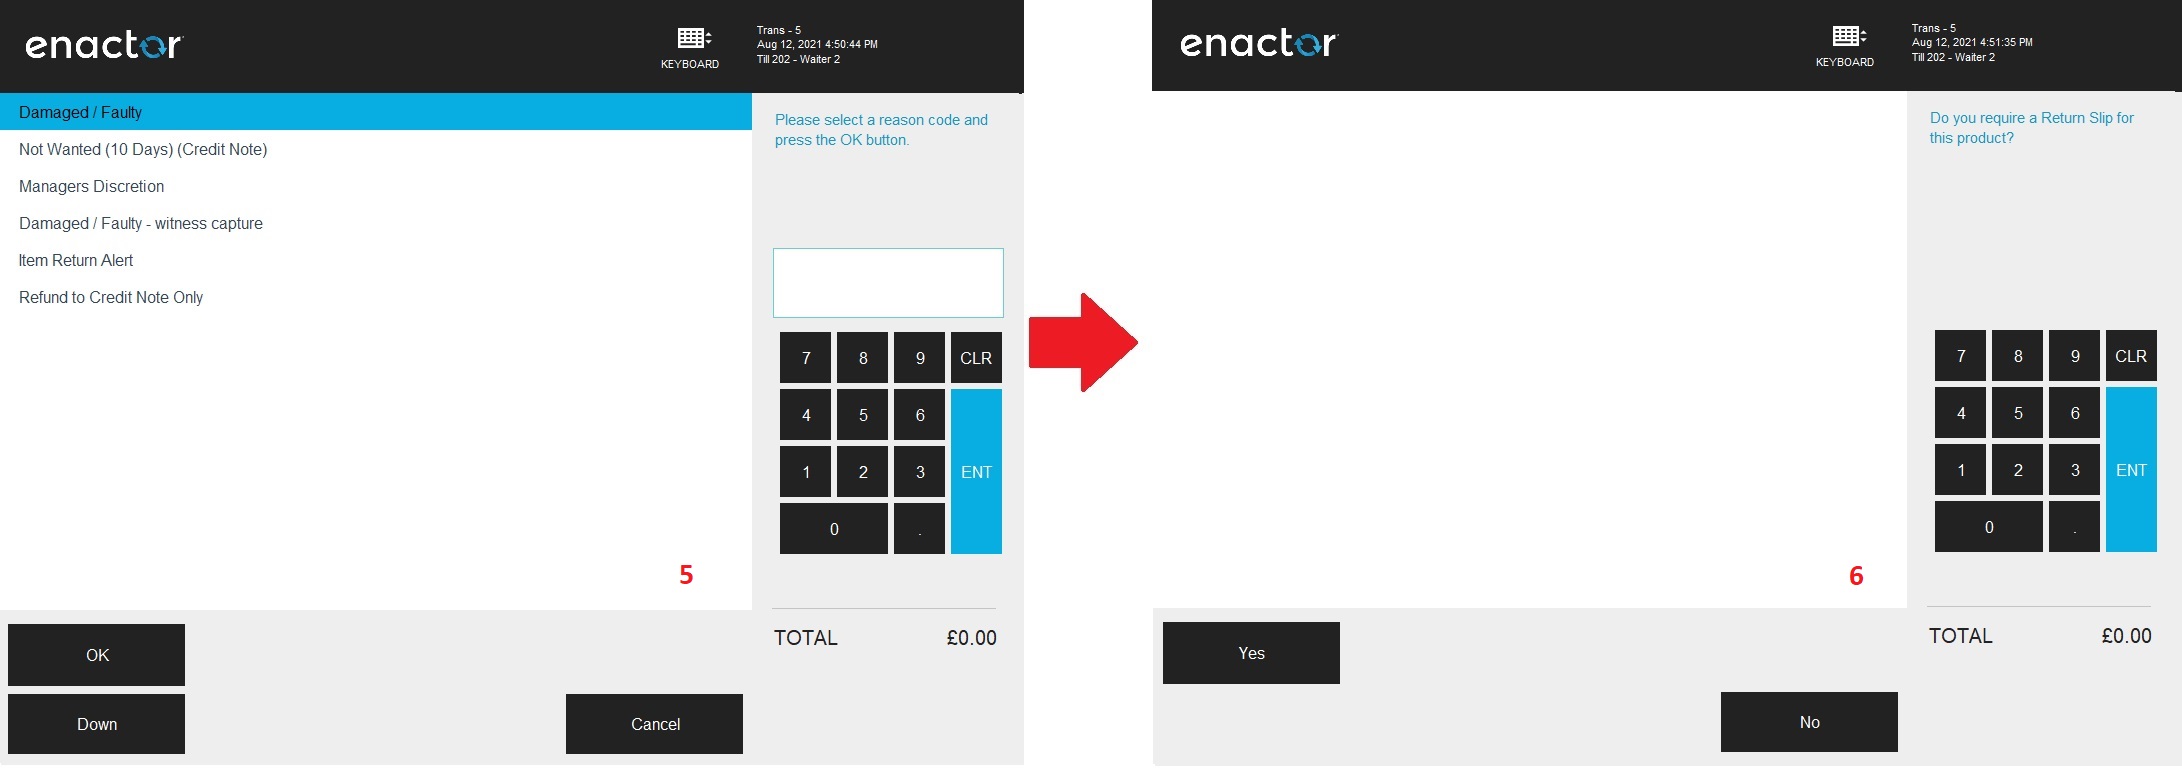 enactor
KEYBOARD
Trans - 5
Aug 12, 2021 4:50:44 PM
Till 202 - Waiter 2
Damaged / Faulty
Not Wanted (10 Days) (Credit Note)
Managers Discretion
Damaged / Faulty - witness capture
Item Return Alert
Refund to Credit Note Only
Please select a reason code and
press the OK button.
7 8 9 CLR
4 5 6
1 2 3 ENT
0 .
5
TOTAL £0.00
OK
Down
Cancel
enactor
KEYBOARD
Trans - 5
Aug 12, 2021 4:51:35 PM
Till 202 - Waiter 2
Do you require a Return Slip for
this product?
7 8 9 CLR
4 5 6
1 2 3 ENT
0 .
6
TOTAL £0.00
Yes
No